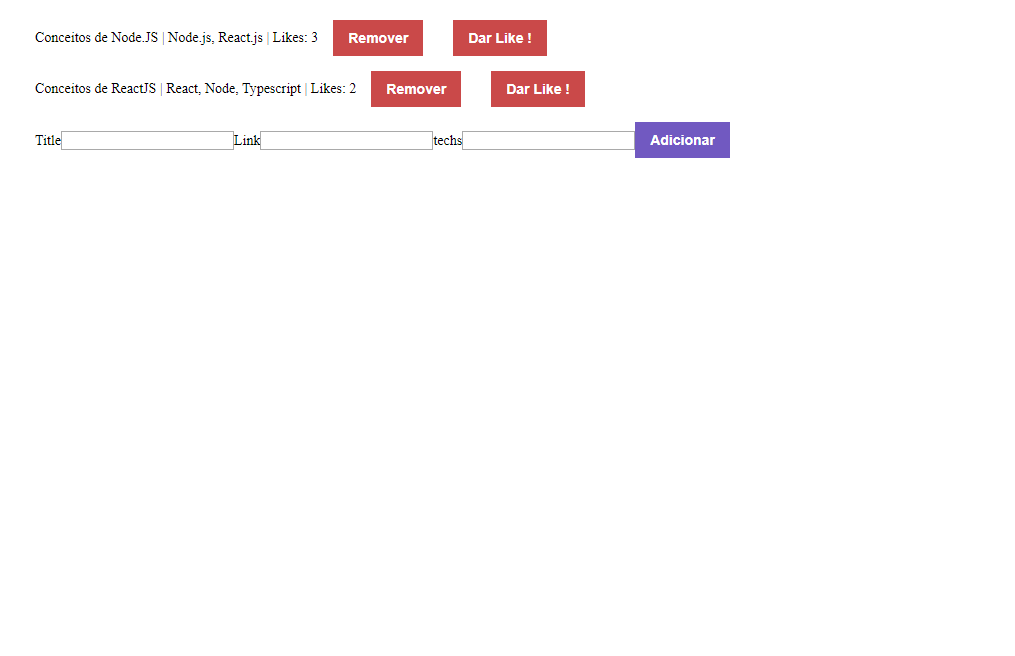 Conceitos de Node.JS | Node.js, React.js | Likes: 3 Remover Dar Like !
Conceitos de ReactJS | React, Node, Typescript | Likes: 2 Remover Dar Like !
Title Link techs Adicionar